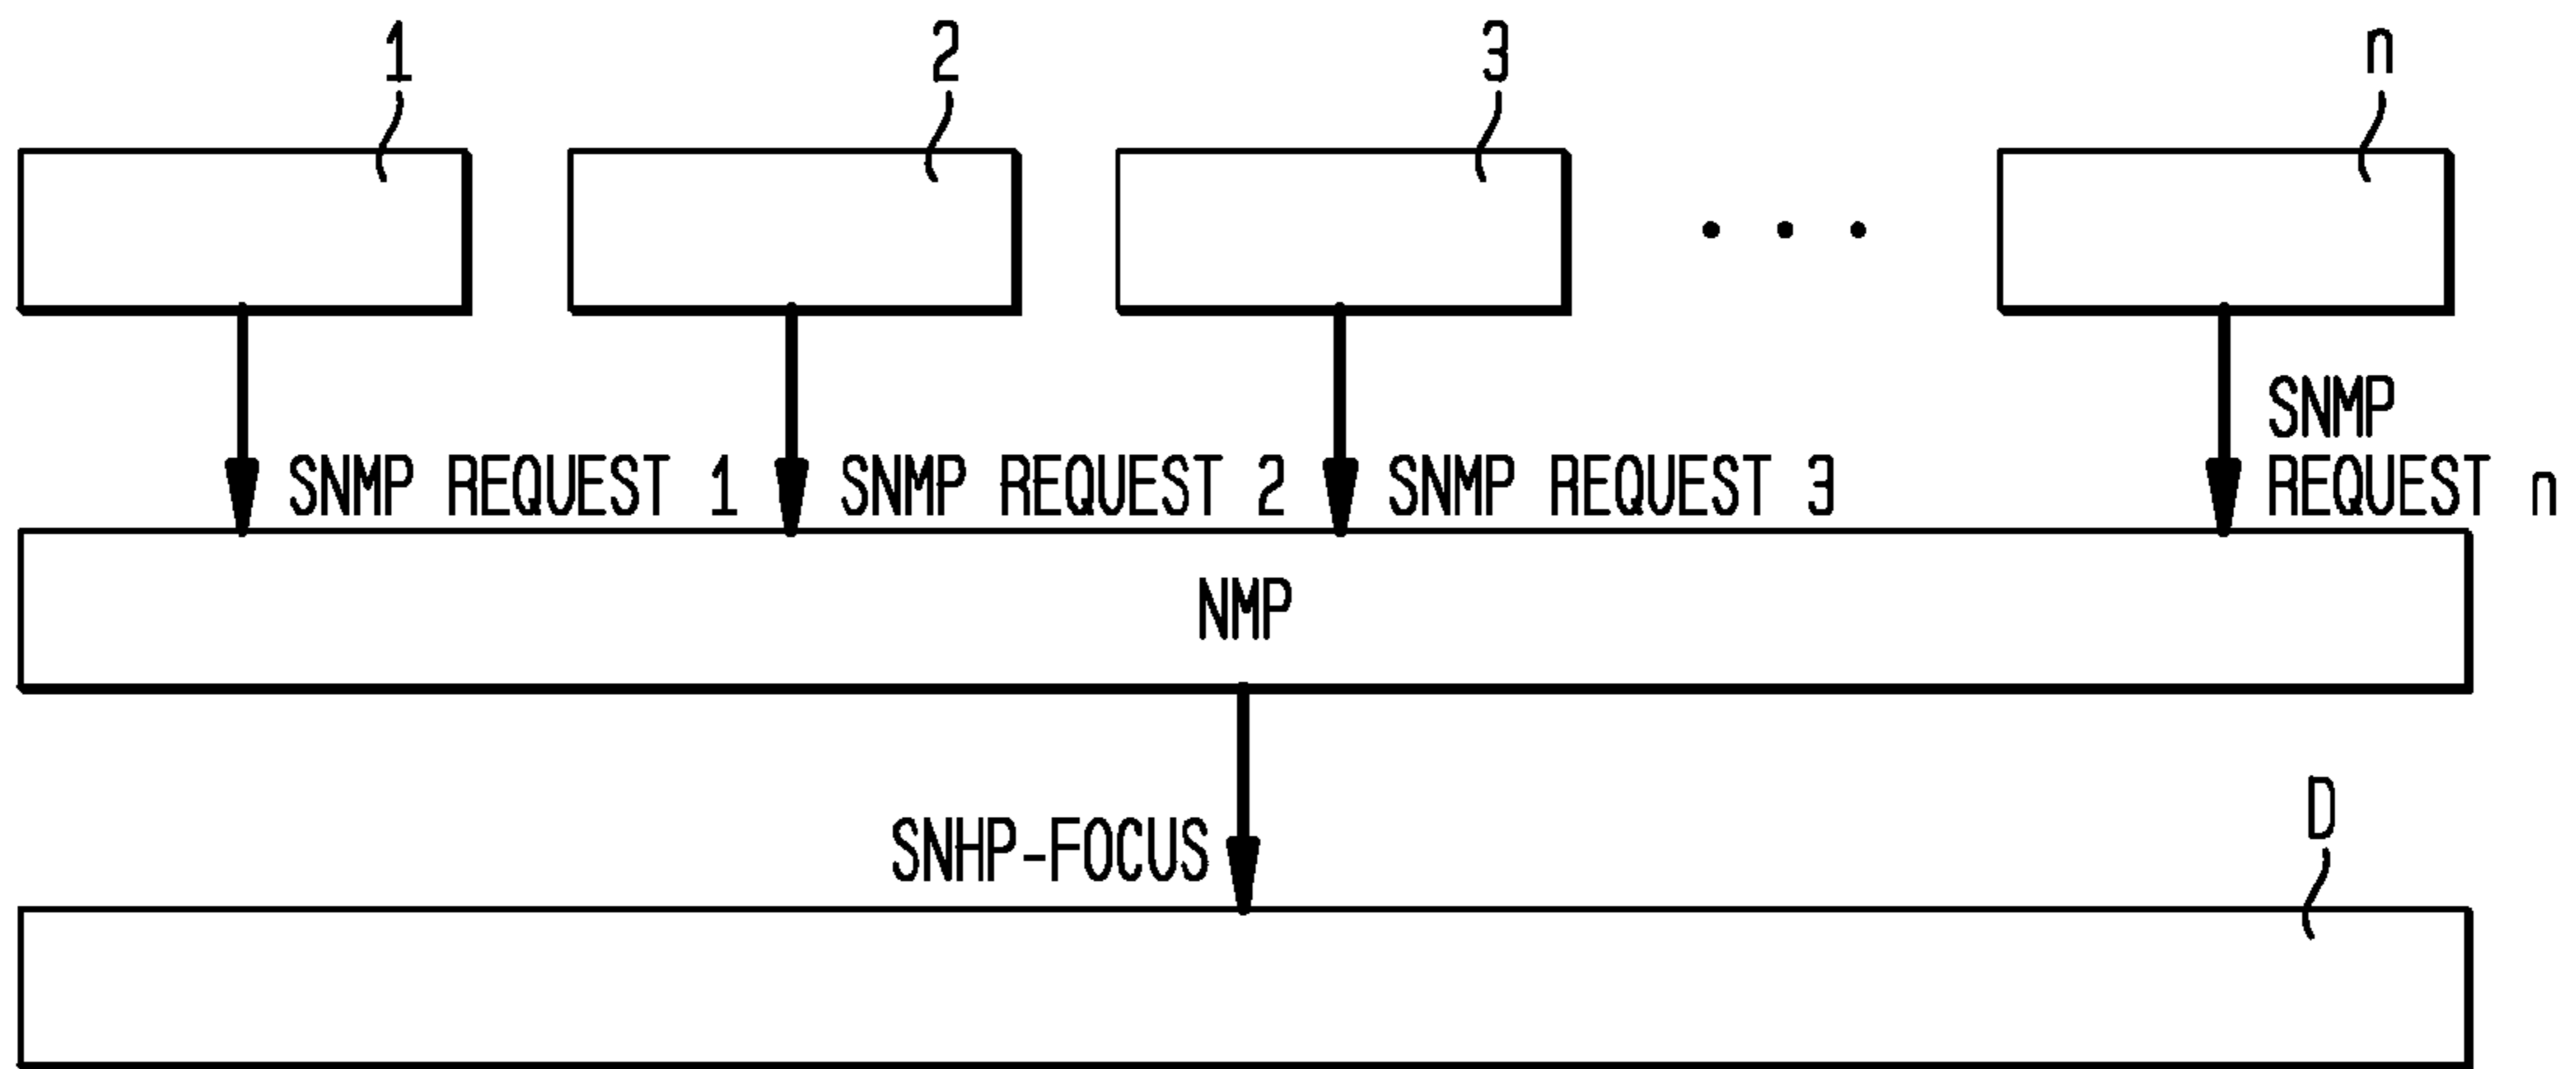 1
2
3
n
SNMP REQUEST 1
SNMP REQUEST 2
SNMP REQUEST 3
SNMP
REQUEST n
NMP
SNHP-FOCUS
D